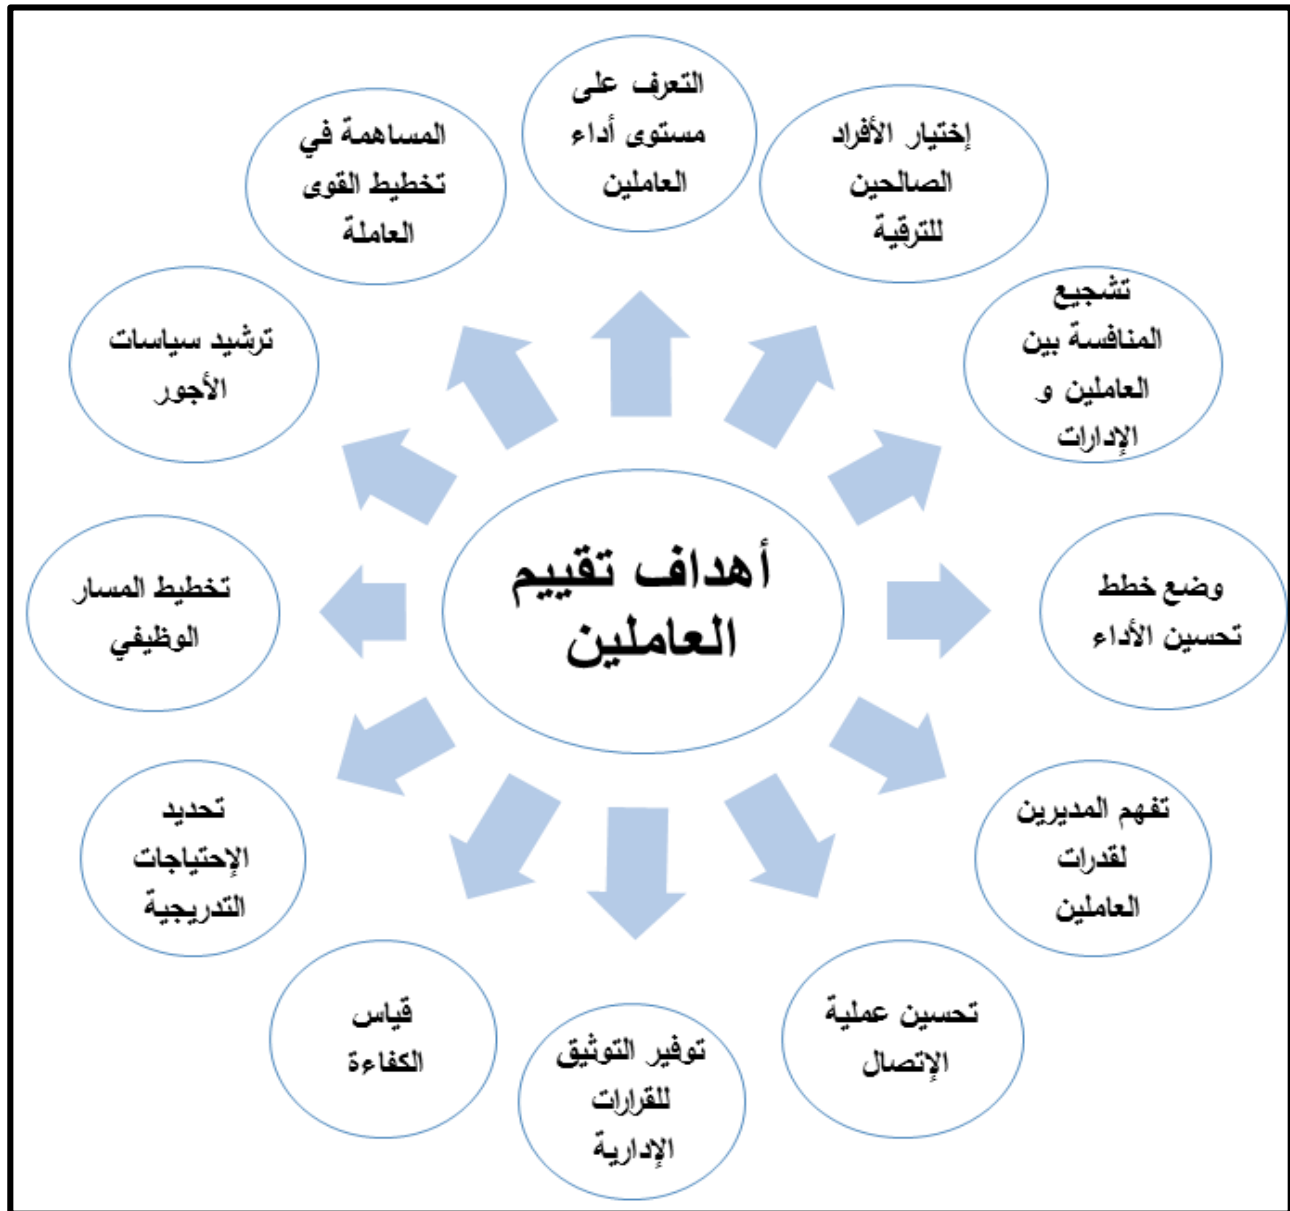 التعرف على
مستوى أداء
العاملين
إختيار الأفراد
الصالحين
للترقية
تشجيع
المنافسة بين
العاملين و
الإدارات
وضع خطط
تحسين الأداء
تفهم المديرين
لقدرات
العاملين
تحسين عملية
الإتصال
توفير التوثيق
للقرارات
الإدارية
قياس
الكفاءة
تحديد
الإحتياجات
التدريجية
تخطيط المسار
الوظيفي
ترشيد سياسات
الأجور
المساهمة في
تخطيط القوى
العاملة
أهداف تقييم
العاملين